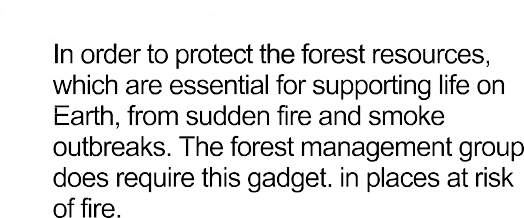 In order to protect the forest resources,
which are essential for supporting life on
Earth, from sudden fire and smoke
outbreaks. The forest management group
does require this gadget. in places at risk
of fire.